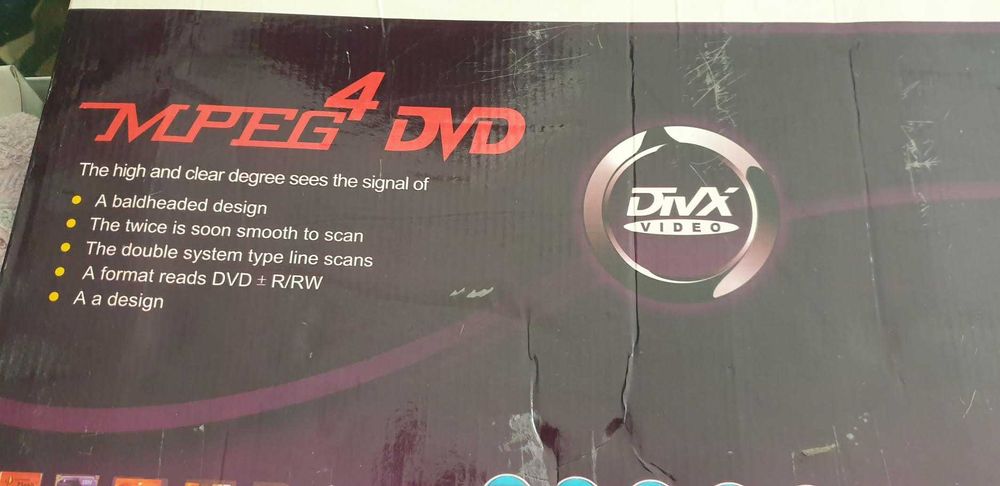 MPEG4 DVD
The high and clear degree sees the signal of
A baldheaded design
The twice is soon smooth to scan
The double system type line scans
A format reads DVD ± R/RW
A a design
DIVX
VIDEO